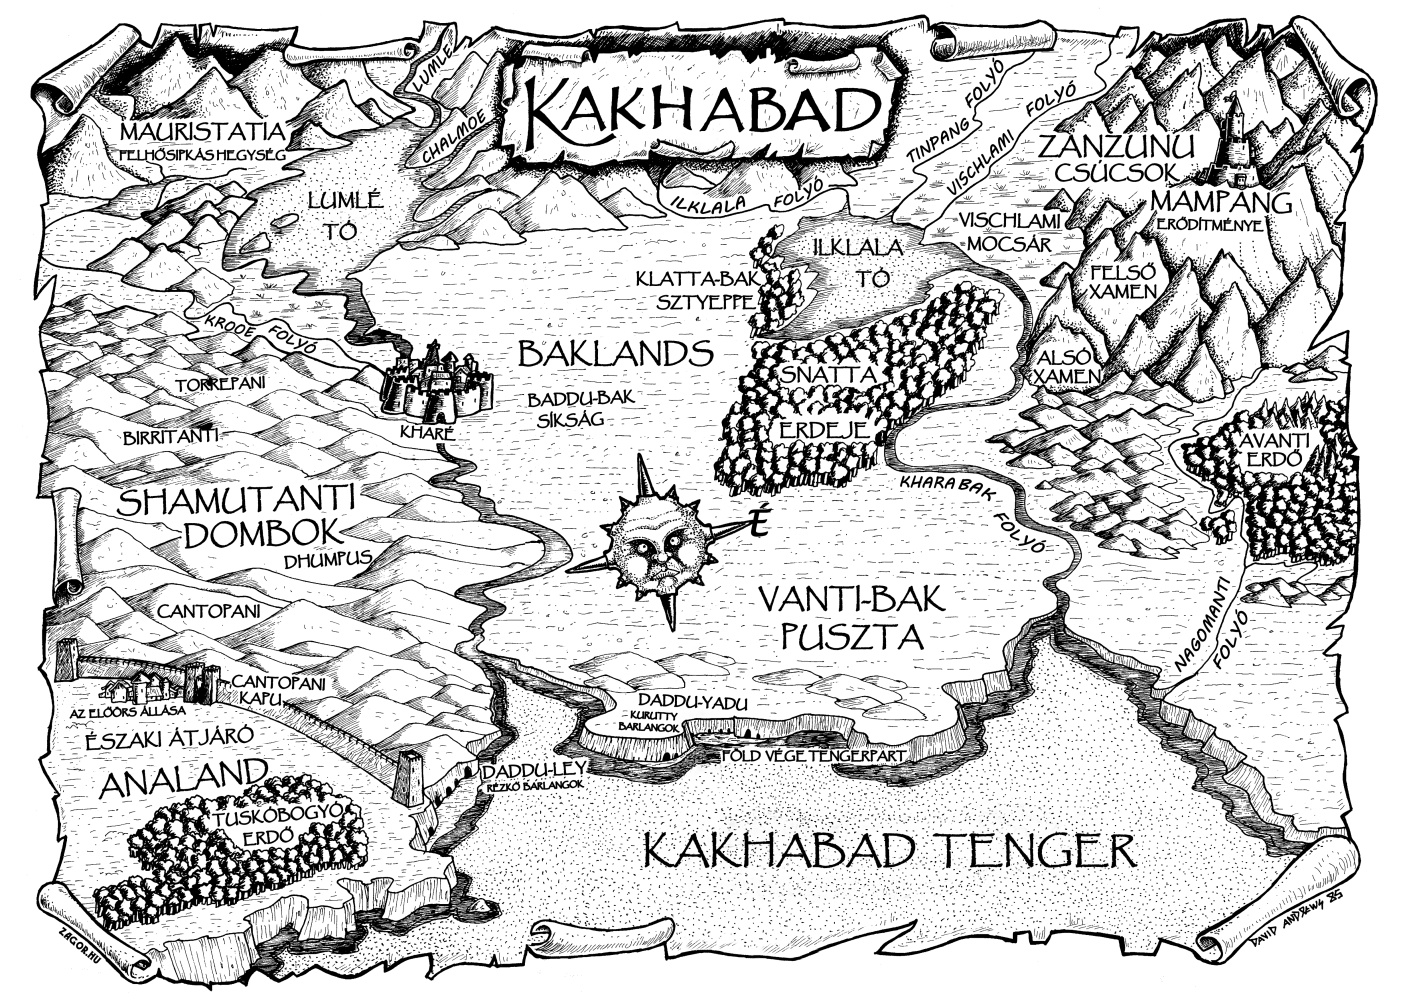 KAKHABAD
LUMLE
CHALMOE
TINPANG FOLYÓ
VISCHLAMI FOLYÓ
MAURISTATIA
FELHŐSIPKÁS HEGYSÉG
ZANZUNU
CSÚCSOK
MAMPANG
ERŐDÍTMÉNYE
LUMLÉ
TÓ
ILKLALA FOLYÓ
VISCHLAMI
MOCSÁR
ILKLALA
TÓ
KLATTA-BAK
SZTYEPPE
FELSŐ
XAMEN
KRODE FOLYÓ
BAKLANDS
BADDU-BAK
SÍKSÁG
SNATTA
ERDEJE
ALSÓ
XAMEN
TORREPANI
KHARÉ
BIRRITANTI
AVANTI
ERDŐ
KHARABAK FOLYÓ
SHAMUTANTI
DOMBOK
DHUMPUS
É
CANTOPANI
VANTI-BAK
PUSZTA
NAGOMANTI
FOLYÓ
CANTOPANI
KAPU
AZ ELŐŐRS ÁLLÁSA
DADDU-YADU
KURUTTY
BARLANGOK
ÉSZAKI ÁTJÁRÓ
FÖLD VÉGE TENGERPART
ANALAND
DADDU-LEY
RÉZKŐ BARLANGOK
TUSKÓBOGYÓ
ERDŐ
KAKHABAD TENGER
ZAGOR.HU
DAVID ANDREWS 85